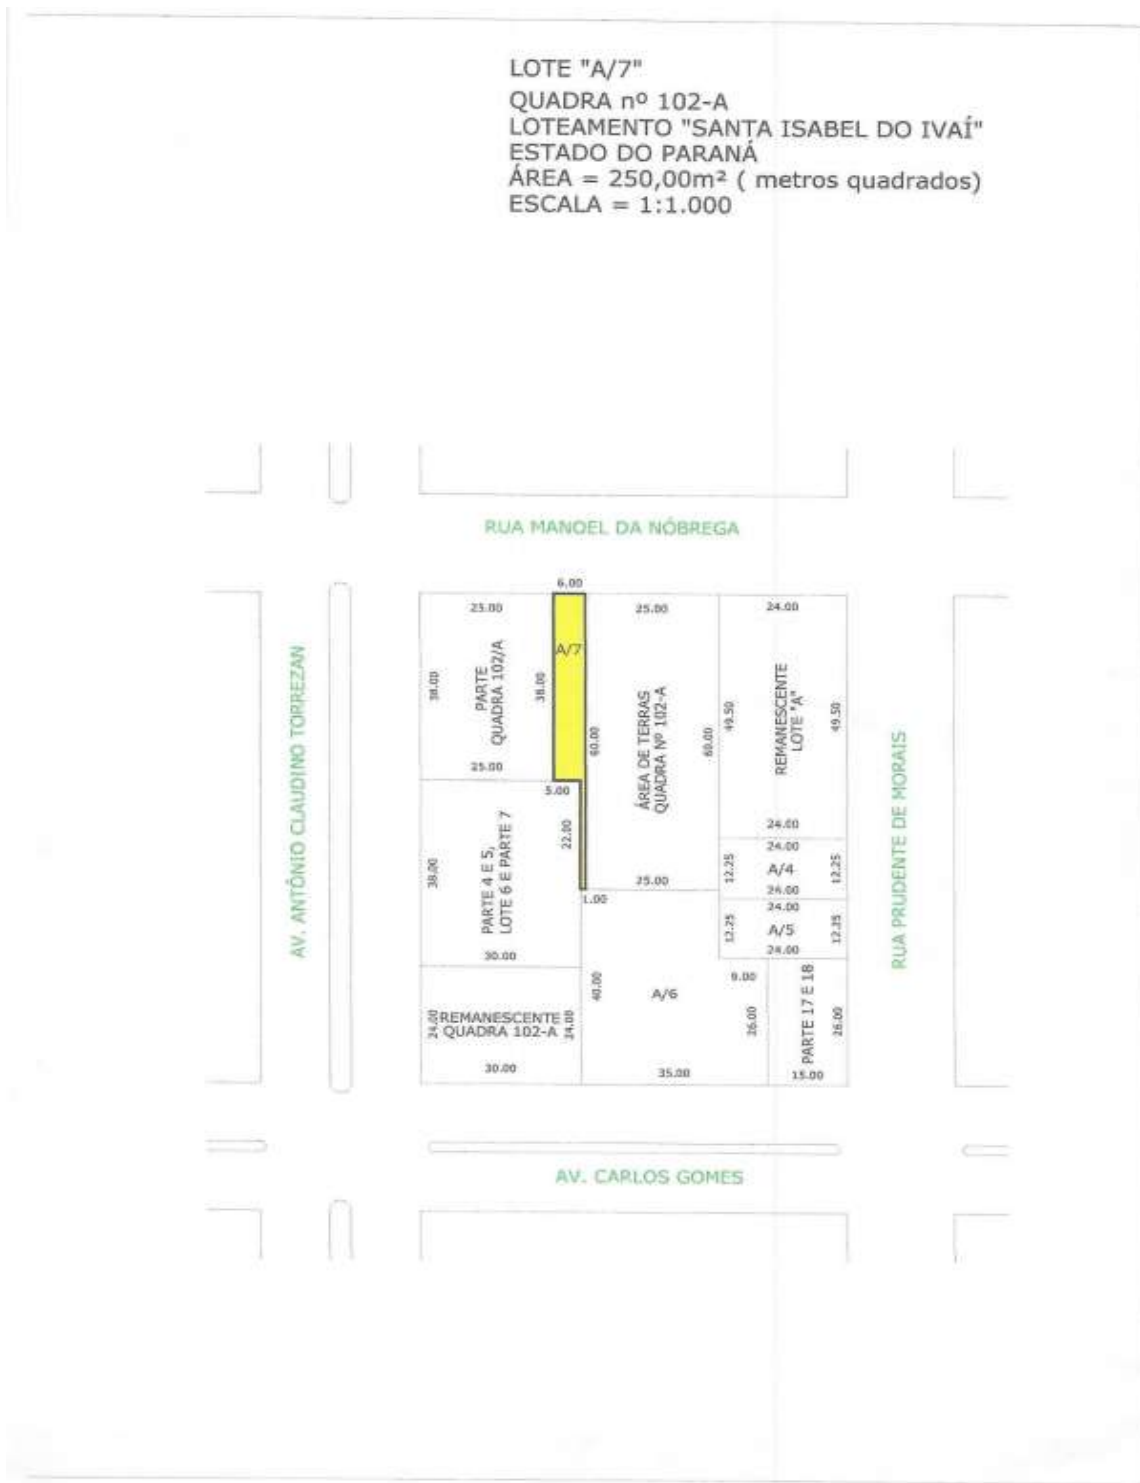 LOTE "A/7"
QUADRA nº 102-A
LOTEAMENTO "SANTA ISABEL DO IVAÍ"
ESTADO DO PARANÁ
ÁREA = 250,00m² ( metros quadrados)
ESCALA = 1:1.000
RUA MANOEL DA NÓBREGA
6.00
25.00
25.00
24.00
AV. ANTÔNIO CLAUDINO TORREZAN
38.00
PARTE
QUADRA 102/A
38.00
A/7
60.00
ÁREA DE TERRAS
QUADRA Nº 102-A
60.00
49.50
REMANESCENTE
LOTE "A"
49.50
RUA PRUDENTE DE MORAIS
25.00
5.00
24.00
38.00
PARTE 4 E 5,
LOTE 6 E PARTE 7
22.00
25.00
1.00
24.00
12.25
A/4
12.25
24.00
24.00
12.25
A/5
12.25
24.00
30.00
40.00
A/6
9.00
26.00
PARTE 17 E 18
26.00
24.00
REMANESCENTE
QUADRA 102-A
24.00
30.00
35.00
15.00
AV. CARLOS GOMES